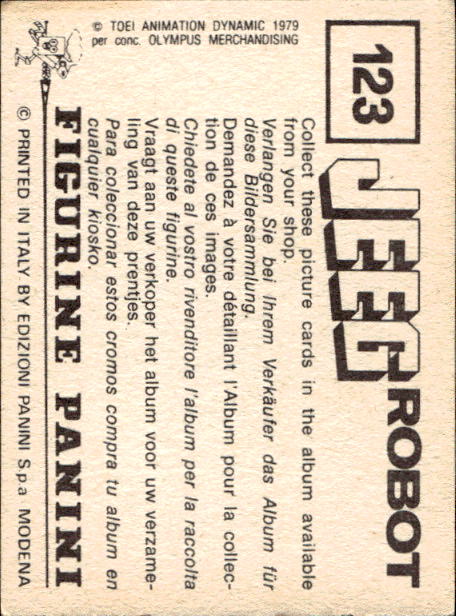 123
JEEG ROBOT
Collect these picture cards in the album available
from your shop.
Verlangen Sie bei Ihrem Verkäufer das Album für
diese Bildersammlung.
Demandez à votre détaillant l'Album pour la collec-
tion de ces images.
Chiedete al vostro rivenditore l'album per la raccolta
di queste figurine.
Vraagt aan uw verkoper het album voor uw verzame-
ling van deze prentjes.
Para coleccionar estos cromos compra tu album en
cualquier kiosko.
FIGURINE PANINI
© PRINTED IN ITALY BY EDIZIONI PANINI S.p.a MODENA
© TOEI ANIMATION DYNAMIC 1979
per conc. OLYMPUS MERCHANDISING